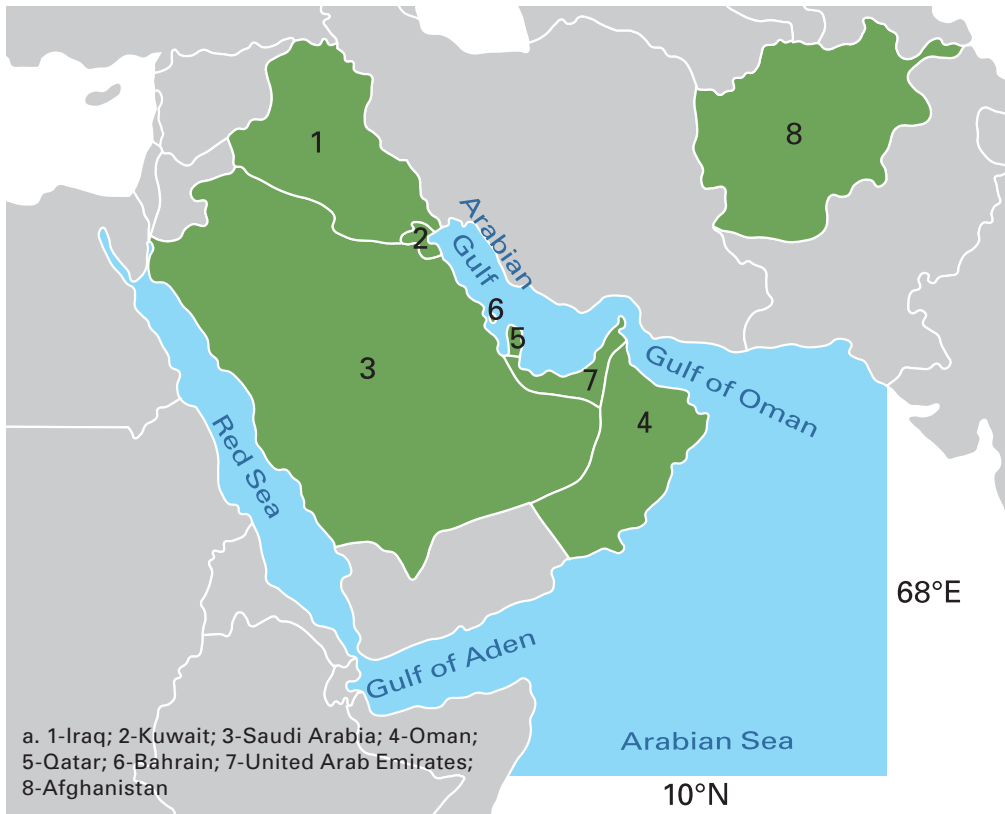 8
1
Arabian
Gulf
2
6
5
3
7
Gulf of Oman
4
Red Sea
68°E
Gulf of Aden
a. 1-Iraq; 2-Kuwait; 3-Saudi Arabia; 4-Oman;
5-Qatar; 6-Bahrain; 7-United Arab Emirates;
8-Afghanistan
Arabian Sea
10°N